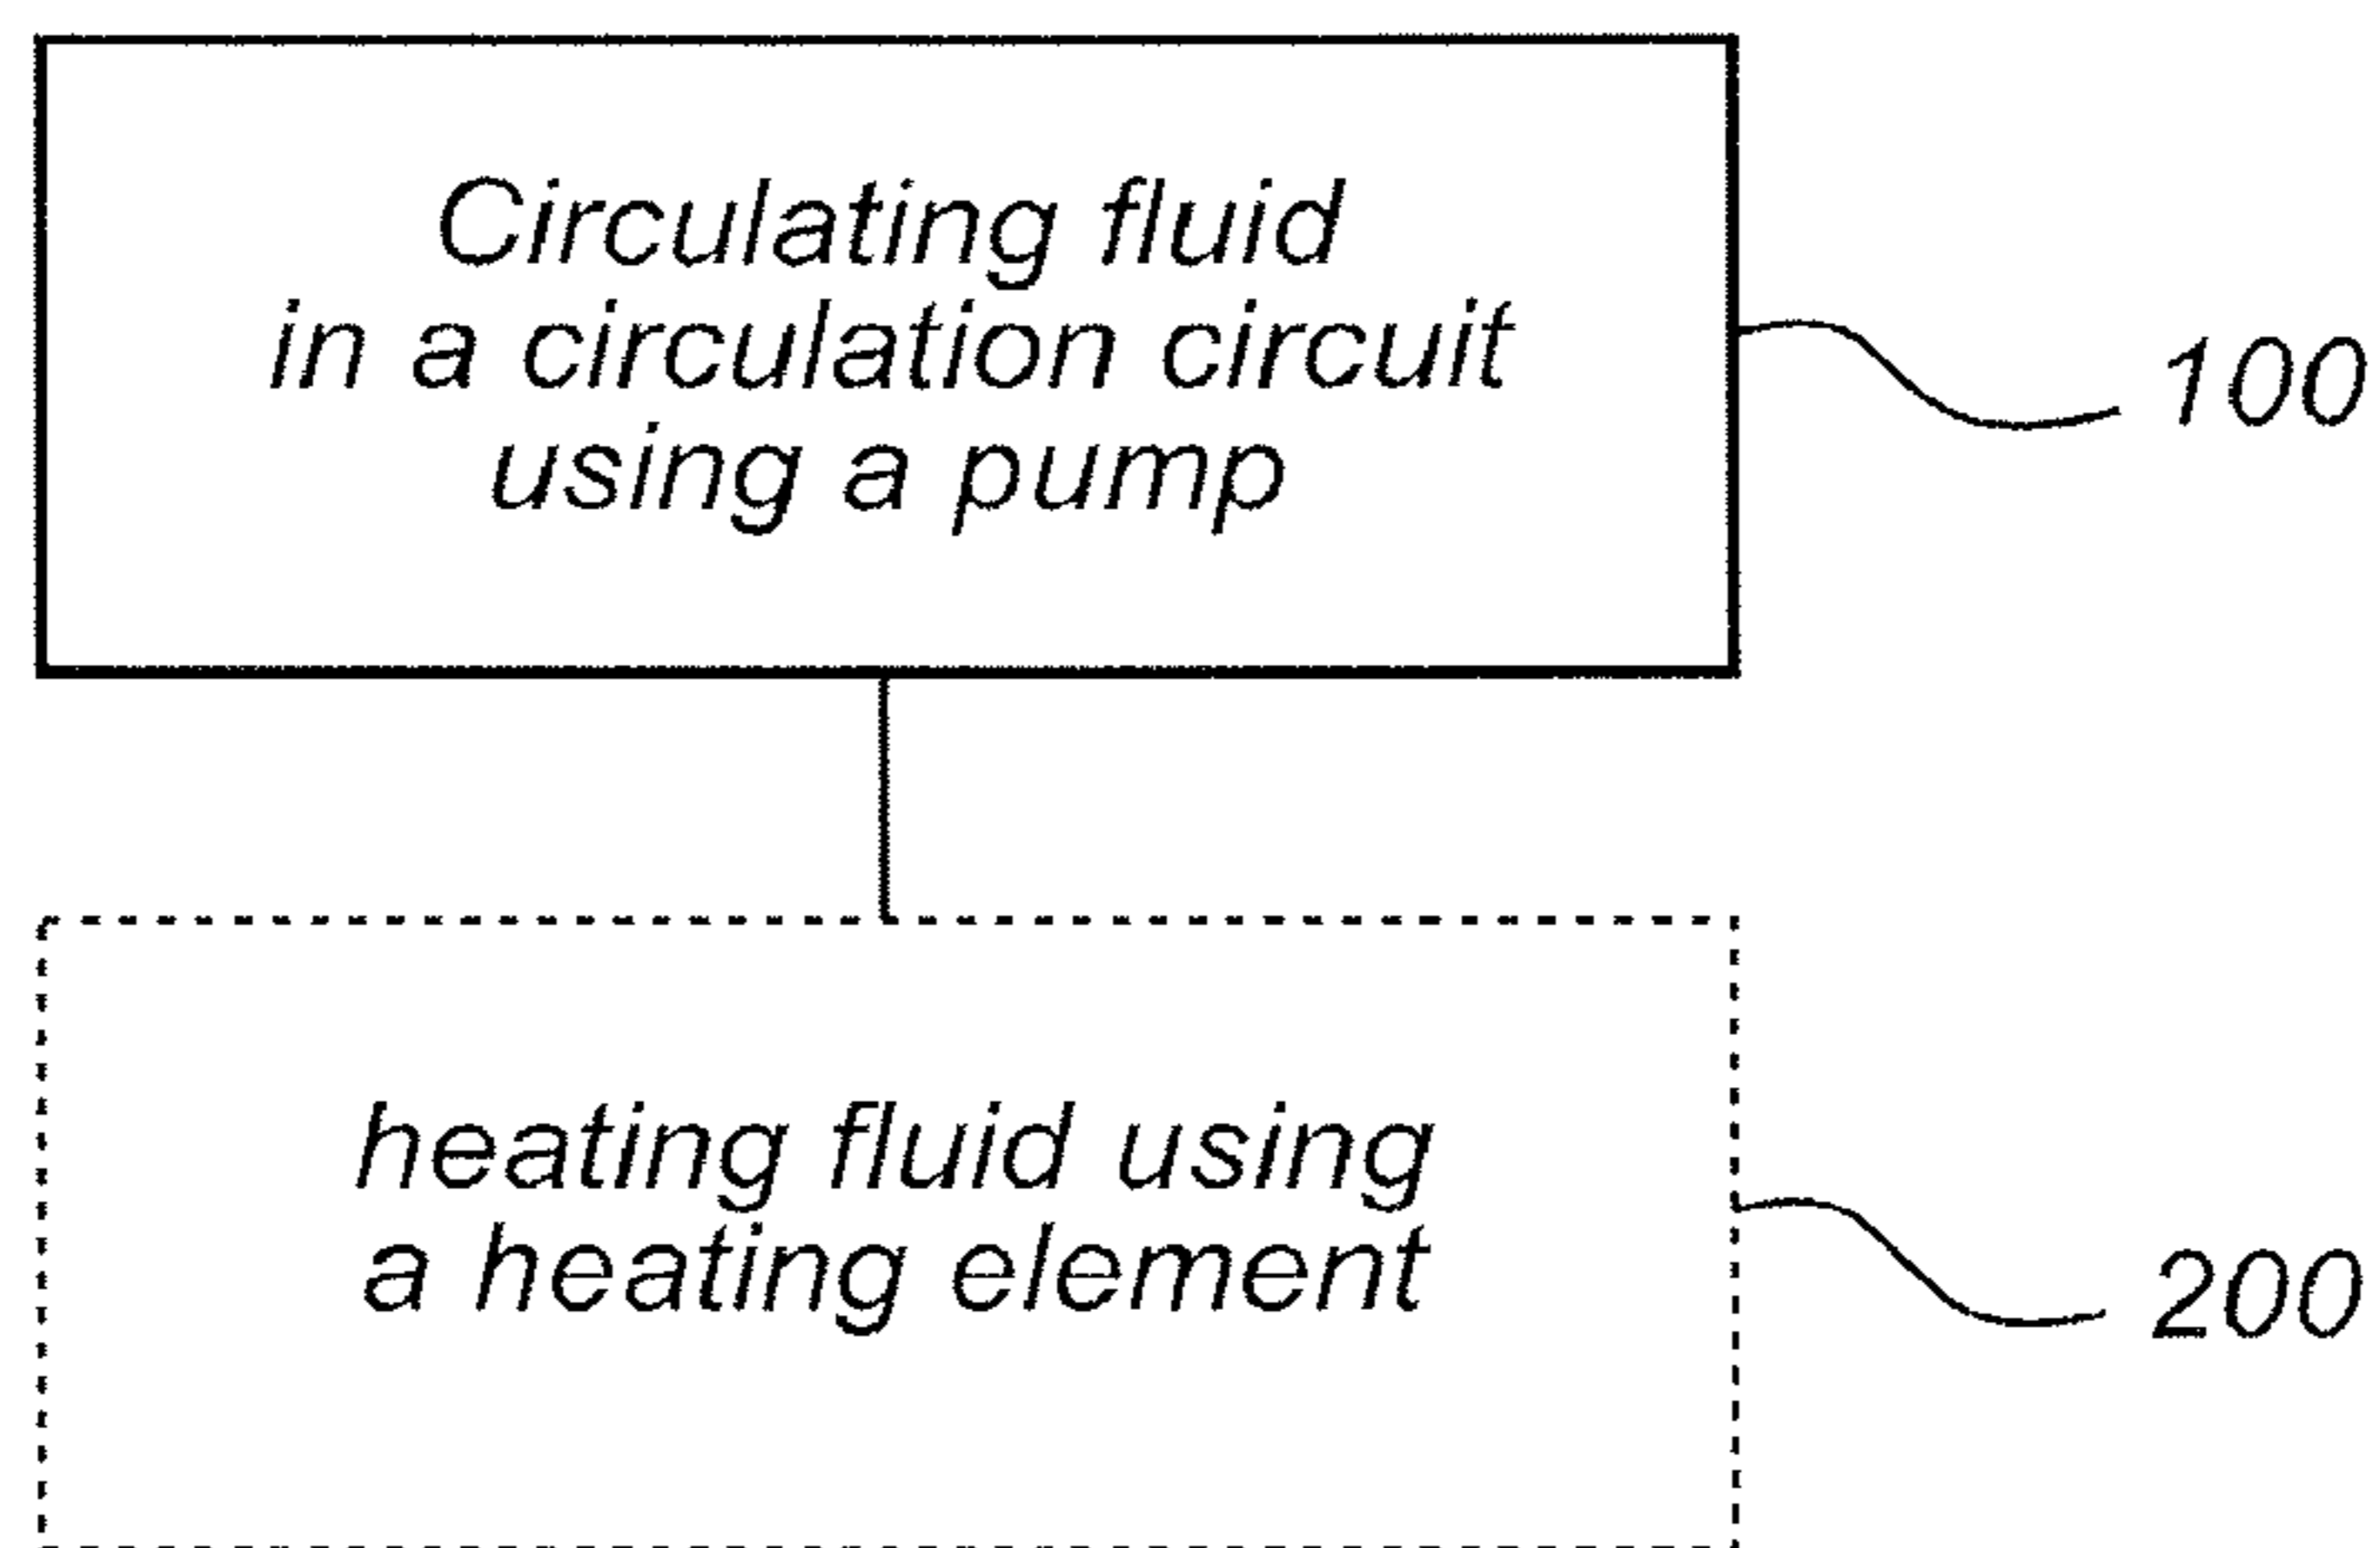 Circulating fluid
in a circulation circuit
using a pump
100
heating fluid using
a heating element
200